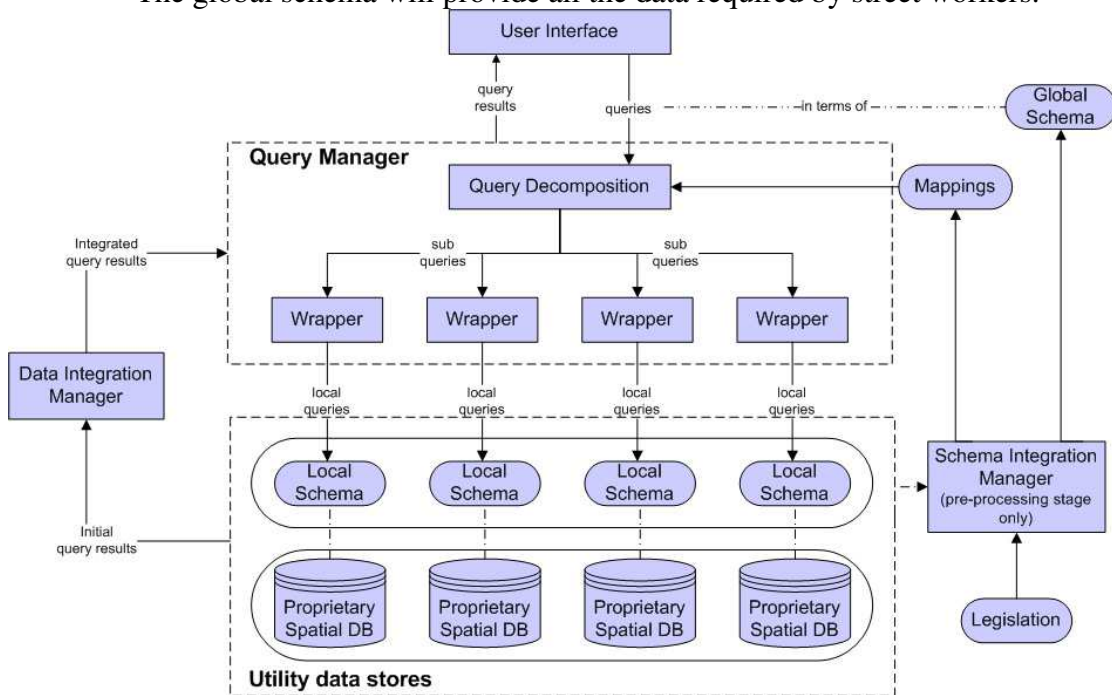 The global schema will provide all the data required by street workers.
User Interface
query
results
queries
in terms of
Global
Schema
Query Manager
Query Decomposition
Mappings
Integrated
query results
sub
queries
sub
queries
Wrapper
Wrapper
Wrapper
Wrapper
Data Integration
Manager
local
queries
local
queries
local
queries
local
queries
Local
Schema
Local
Schema
Local
Schema
Local
Schema
Schema Integration
Manager
(pre-processing stage
only)
Initial
query results
Proprietary
Spatial DB
Proprietary
Spatial DB
Proprietary
Spatial DB
Proprietary
Spatial DB
Legislation
Utility data stores